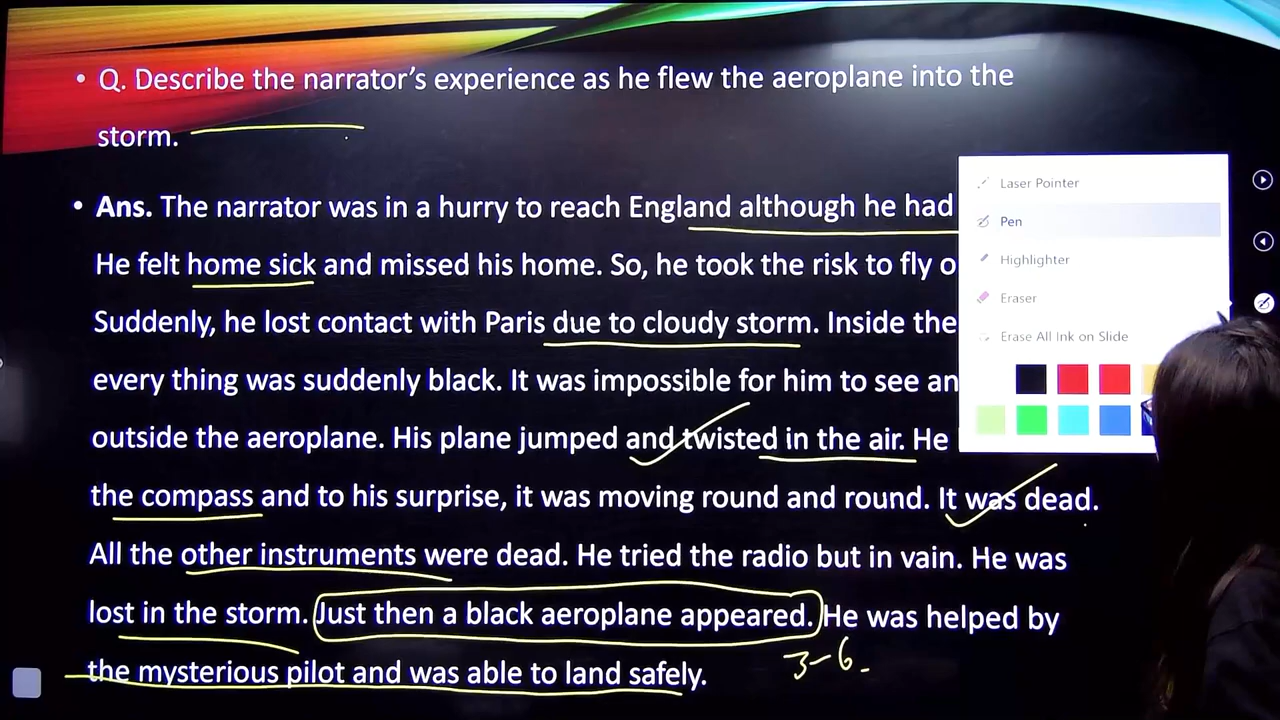 • Q. Describe the narrator's experience as he flew the aeroplane into the
storm.
• Ans. The narrator was in a hurry to reach England although he had
He felt home sick and missed his home. So, he took the risk to fly
Suddenly, he lost contact with Paris due to cloudy storm. Inside the
every thing was suddenly black. It was impossible for him to see
outside the aeroplane. His plane jumped and twisted in the air. He
the compass and to his surprise, it was moving round and round. It was dead.
All the other instruments were dead. He tried the radio but in vain. He was
lost in the storm. Just then a black aeroplane appeared. He was helped by
the mysterious pilot and was able to land safely.
3-6
Laser Pointer
Pen
Highlighter
Eraser
Erase All Ink on Slide